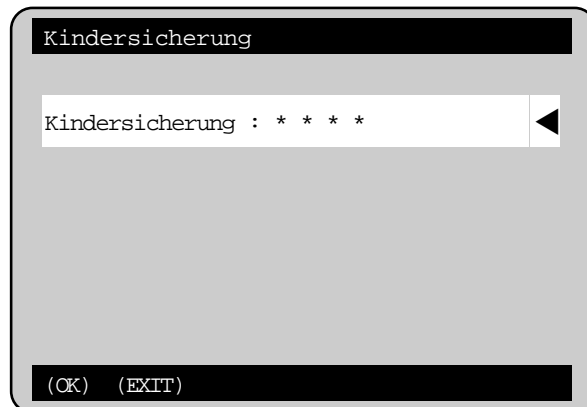 Kindersicherung
Kindersicherung : * * * *
(OK) (EXIT)